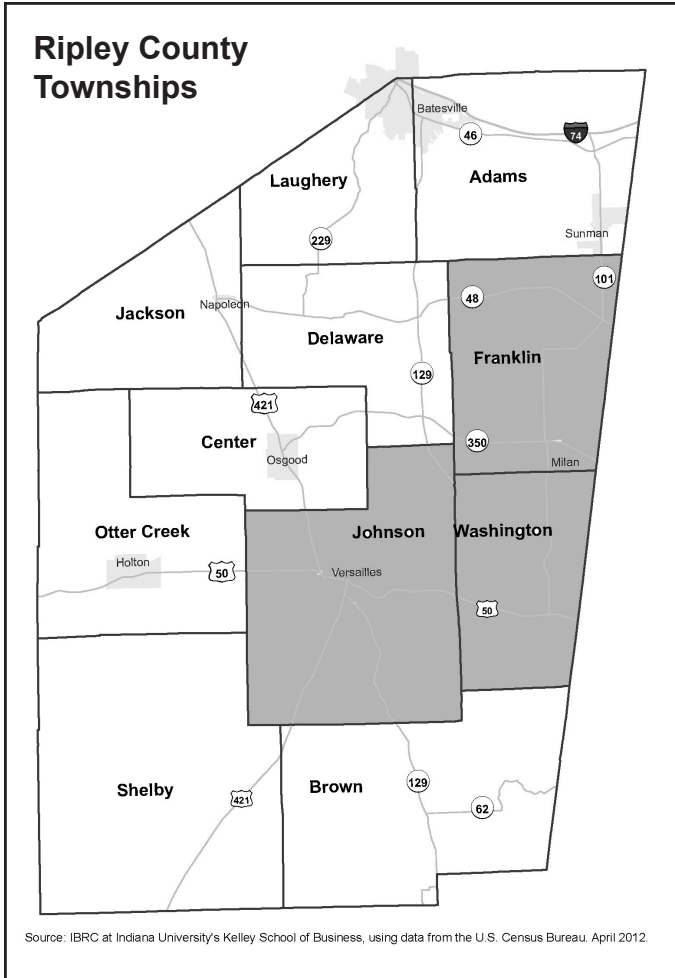 Ripley County
Townships
Batesville
46
74
Laughery
Adams
229
Sunman
101
Napoleon
48
Jackson
Delaware
Franklin
129
421
Center
350
Osgood
Milan
Otter Creek
Johnson
Washington
Holton
50
Versailles
50
Shelby
Brown
129
421
62
Source: IBRC at Indiana University's Kelley School of Business, using data from the U.S. Census Bureau. April 2012.